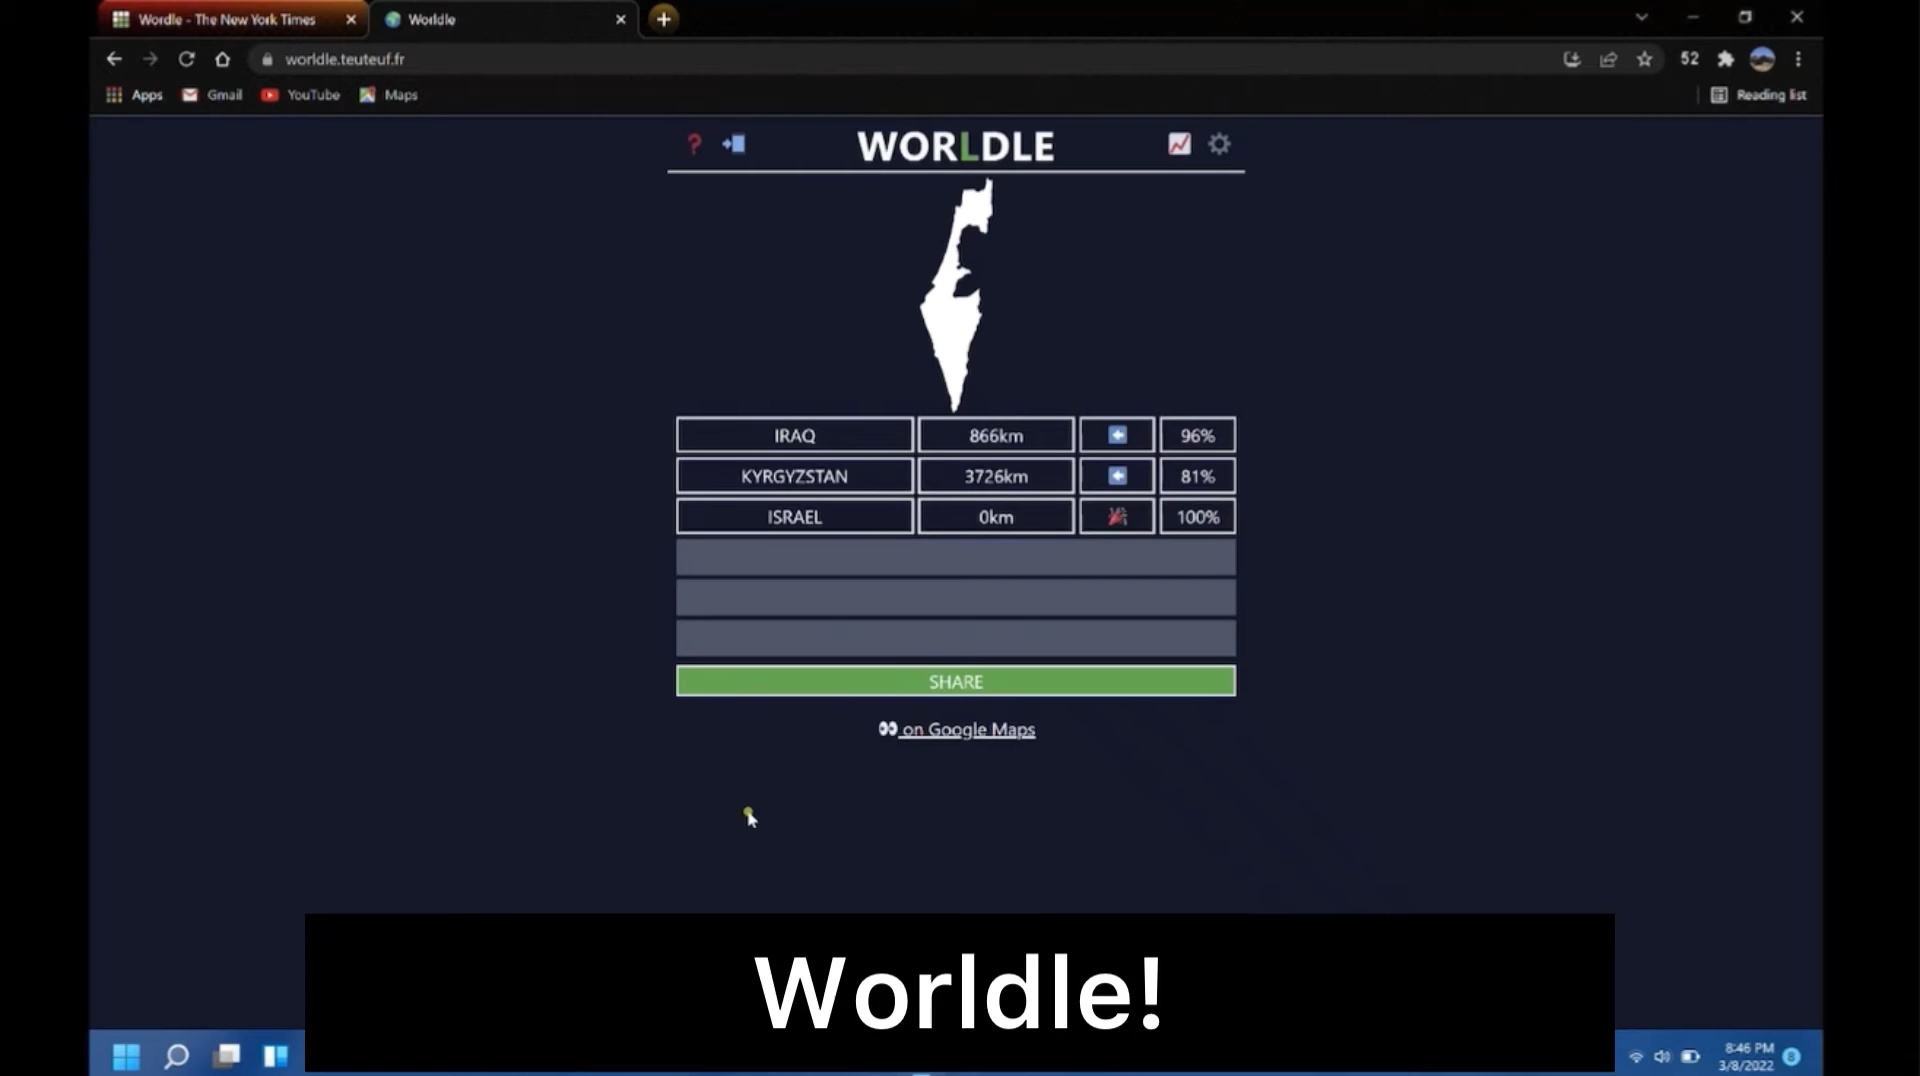 Wordle - The New York Times
Worldle
worldle.teuteuf.fr
52
Apps Gmail YouTube Maps Reading list
WORLDLE
IRAQ 866km 96%
KYRGYZSTAN 3726km 81%
ISRAEL 0km 100%
SHARE
on Google Maps
Worldle!
8:46 PM
3/8/2022
8